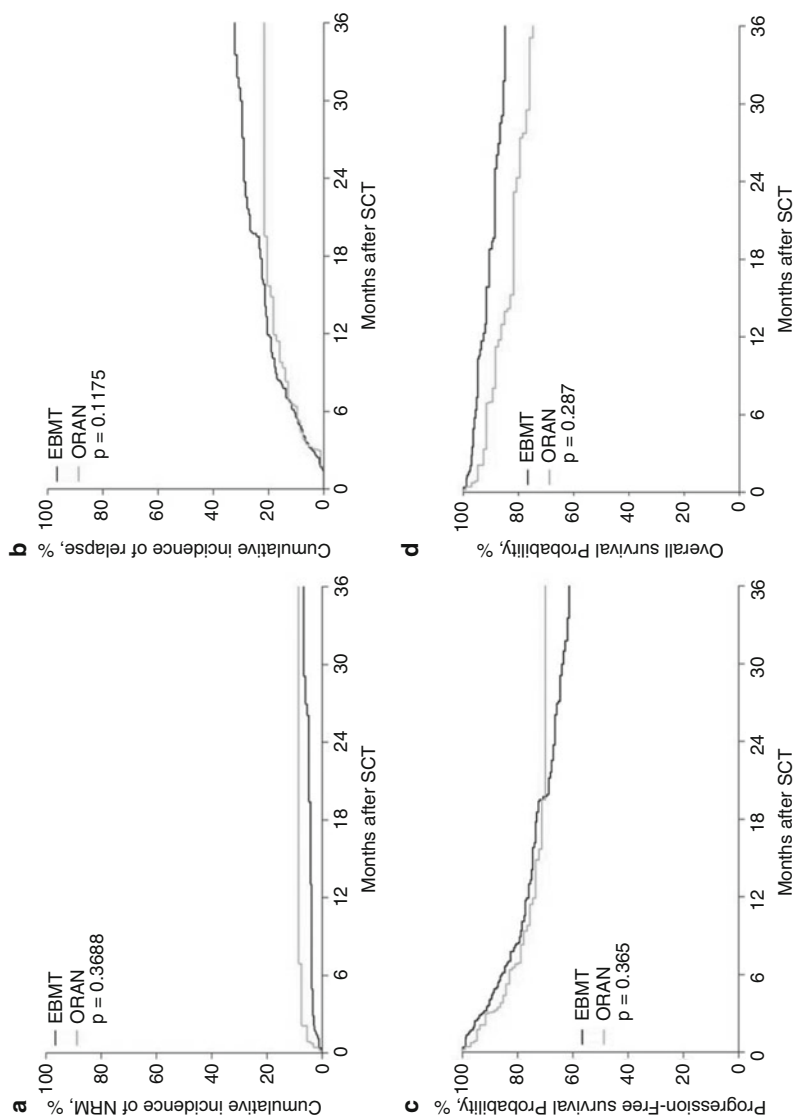 a
Cumulative incidence of NRM, %
100
80
60
40
20
0
EBMT
ORAN
p = 0.3688
0 6 12 18 24 30 36
Months after SCT
b
Cumulative incidence of relapse, %
100
80
60
40
20
0
EBMT
ORAN
p = 0.1175
0 6 12 18 24 30 36
Months after SCT
c
Progression-Free survival Probability, %
100
80
60
40
20
0
EBMT
ORAN
p = 0.365
0 6 12 18 24 30 36
Months after SCT
d
Overall survival Probability, %
100
80
60
40
20
0
EBMT
ORAN
p = 0.287
0 6 12 18 24 30 36
Months after SCT